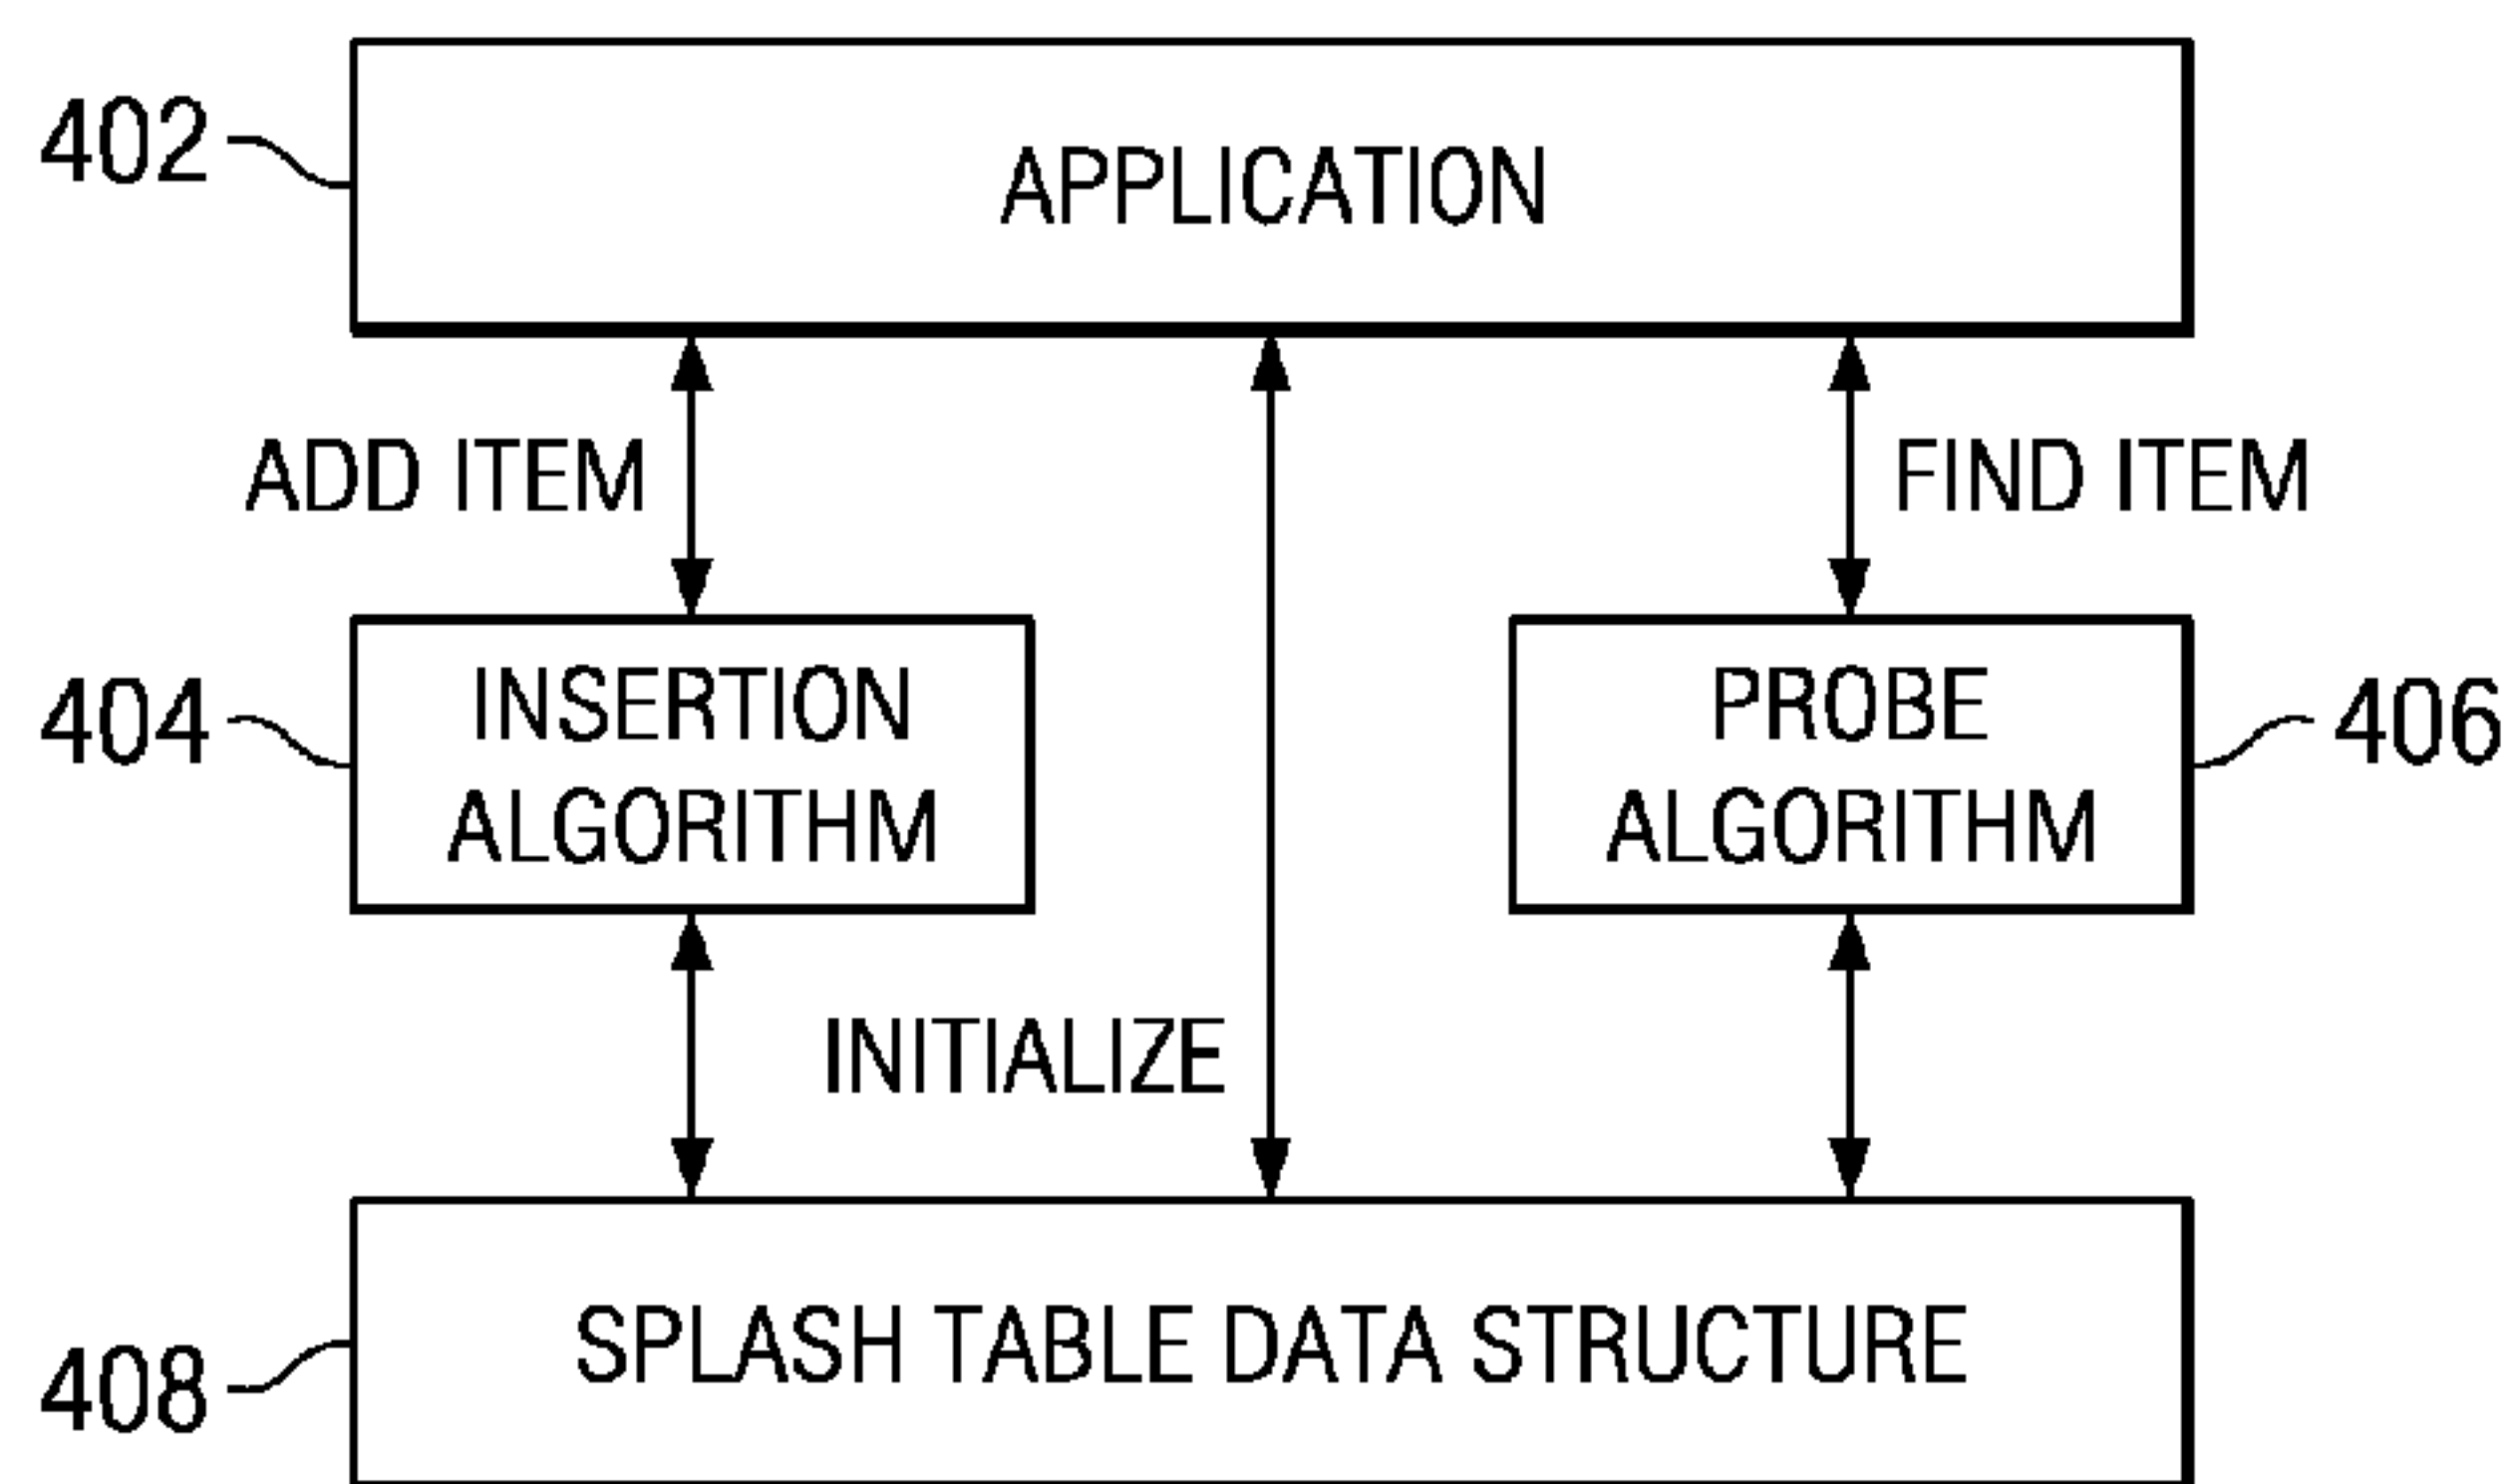 402
APPLICATION
ADD ITEM
FIND ITEM
404
INSERTION
ALGORITHM
PROBE
ALGORITHM
406
INITIALIZE
408
SPLASH TABLE DATA STRUCTURE